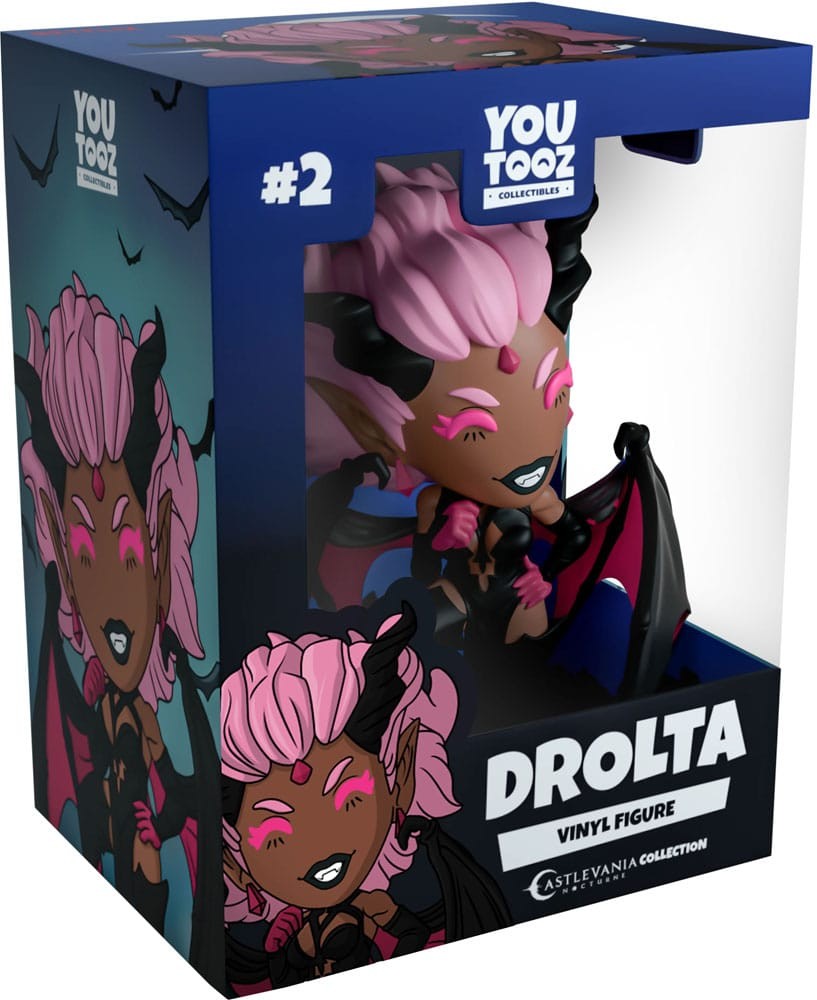 YOU
TOOZ
• COLLECTIBLES •
#2
YOU
TOOZ
• COLLECTIBLES •
DROLTA
VINYL FIGURE
CASTLEVANIA COLLECTION
NOCTURNE